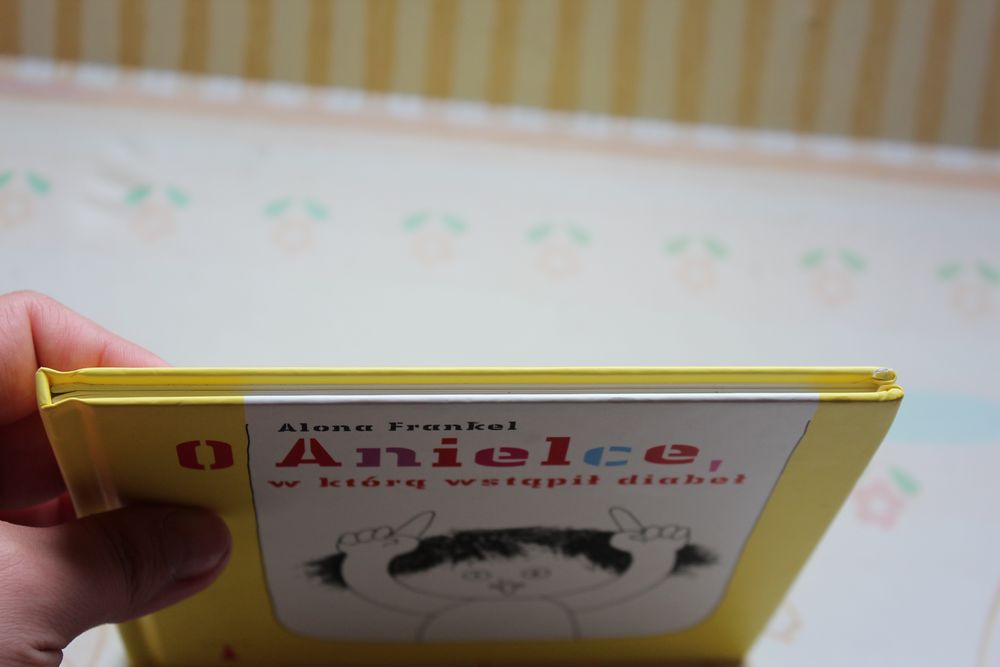 Alona Frankel
O Anielce,
w którą wstąpił diabeł